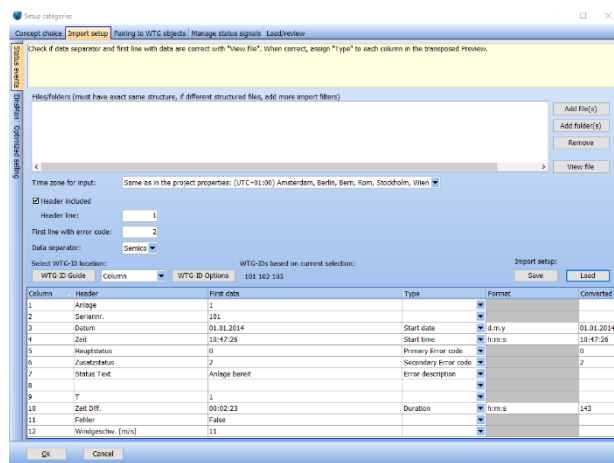 Setup categories
Concept choice Import setup Pairing to WTG objects Manage status signals Load/review
Check if data separator and first line with data are correct with "View file". When correct, assign "Type" to each column in the transposed Preview.
Status events
Optimized selling
Files/folders (must have exact same structure, if different structured files, add more import filters)
Add file(s)
Add folder(s)
Remove
View file
Time zone for input: Same as in the project properties: (UTC+01:00) Amsterdam, Berlin, Bern, Rom, Stockholm, Wien
Header included
Header line: 1
First line with error code: 2
Data separator: Semico
Select WTG-ID location: WTG-IDs based on current selection: Import setup:
WTG-ID Guide Column WTG-ID Options 101 102 103 Save Load
Column Header First data Type Format Converted
1 Anlage 1
2 Seriennr. 101
3 Datum 01.01.2014 Start date d.m.y 01.01.2014
4 Zeit 10:47:26 Start time h:m:s 10:47:26
5 Hauptstatus 0 Primary Error code 0
6 Zusatzstatus 2 Secondary Error code 2
7 Status Text Anlage bereit Error description
8
9 T 1
10 Zeit Diff. 00:02:23 Duration h:m:s 143
11 Fehler False
12 Windgeschw. [m/s] 11
Ok Cancel